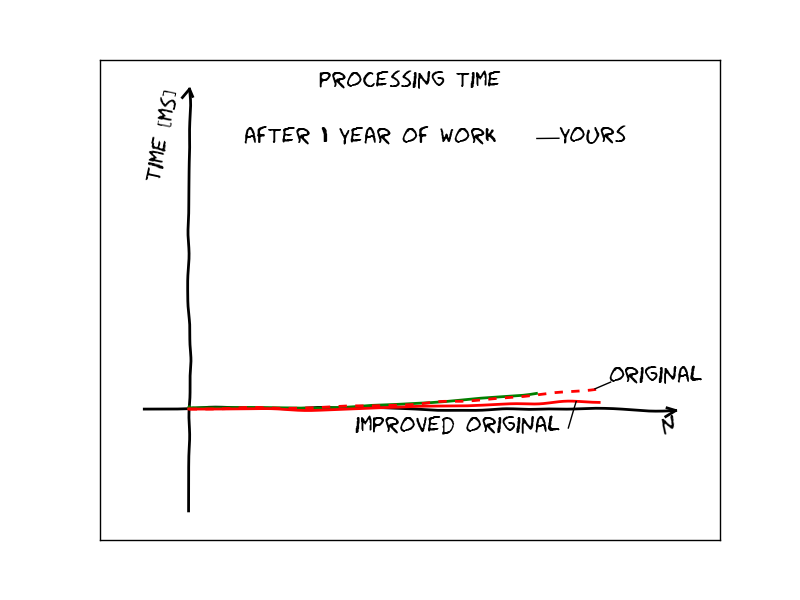 PROCESSING TIME
TIME [MS]
AFTER 1 YEAR OF WORK
YOURS
ORIGINAL
IMPROVED ORIGINAL
N